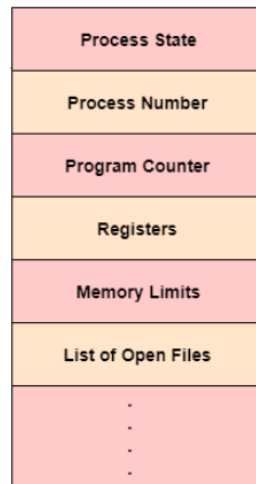 Process State
Process Number
Program Counter
Registers
Memory Limits
List of Open Files
.
.
.
.